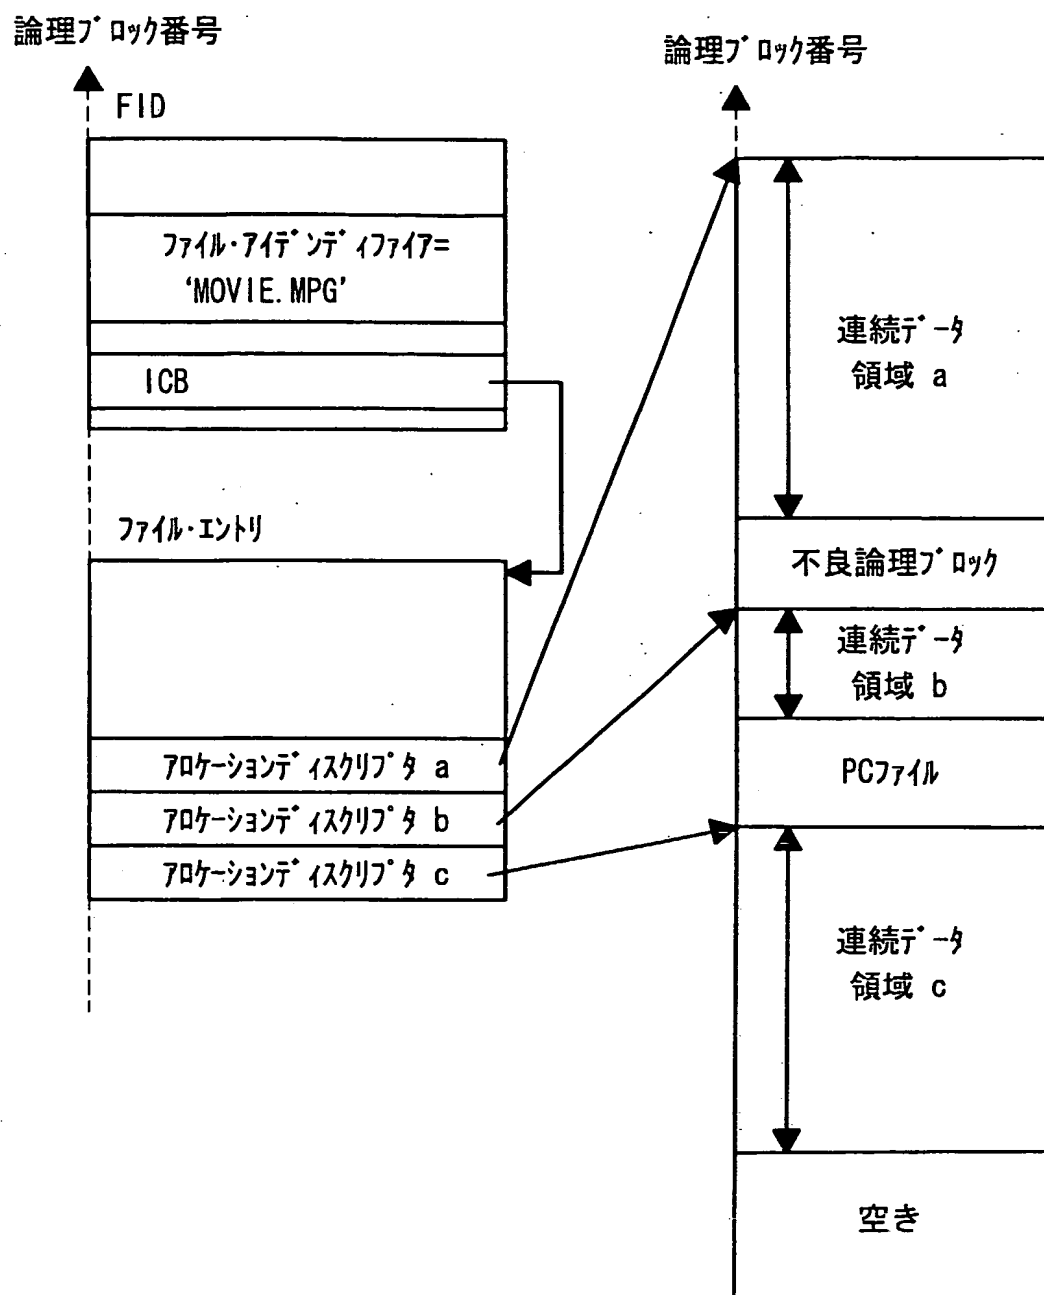 論理ブロック番号
FID
ファイル・アイデンディファイア=
‘MOVIE.MPG’
ICB
ファイル・エントリ
アロケーションディスクリプタ a
アロケーションディスクリプタ b
アロケーションディスクリプタ c
論理ブロック番号
連続データ
領域 a
不良論理ブロック
連続データ
領域 b
PCファイル
連続データ
領域 c
空き